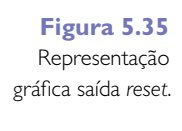 Figura 5.35
Representação
gráfica saída reset.